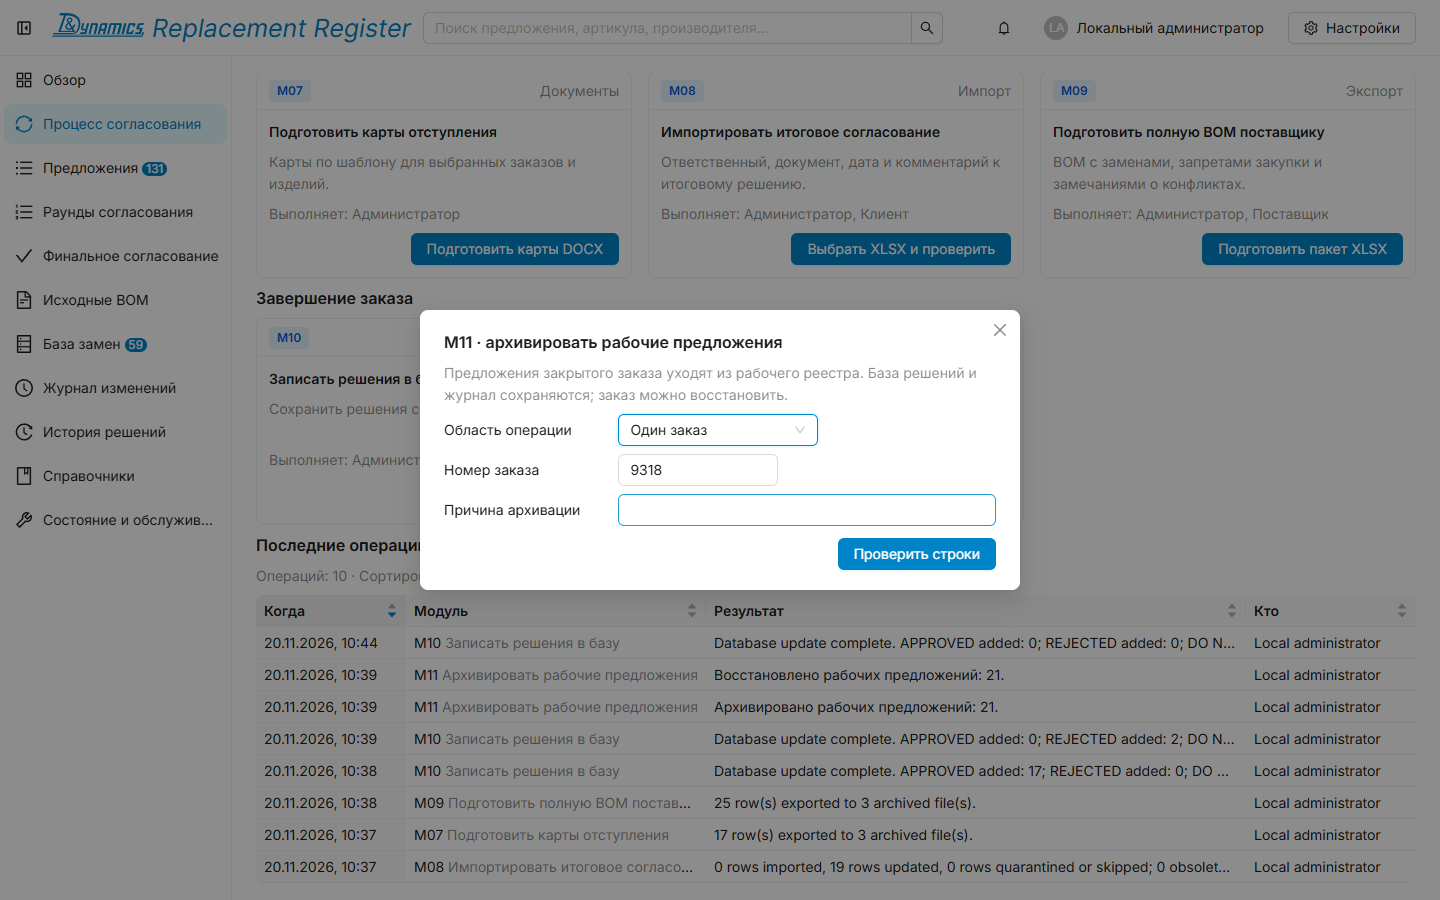 Dynamics Replacement Register
Поиск предложения, артикула, производителя...
LA Локальный администратор
Настройки
Обзор
Процесс согласования
Предложения 131
Раунды согласования
Финальное согласование
Исходные BOM
База замен 59
Журнал изменений
История решений
Справочники
Состояние и обслужив...
M07 Документы
Подготовить карты отступления
Карты по шаблону для выбранных заказов и
изделий.
Выполняет: Администратор
Подготовить карты DOCX
M08 Импорт
Импортировать итоговое согласование
Ответственный, документ, дата и комментарий к
итоговому решению.
Выполняет: Администратор, Клиент
Выбрать XLSX и проверить
M09 Экспорт
Подготовить полную BOM поставщику
BOM с заменами, запретами закупки и
замечаниями о конфликтах.
Выполняет: Администратор, Поставщик
Подготовить пакет XLSX
Завершение заказа
M10
Записать решения в б
Сохранить решения с
Выполняет: Админист
M11 · архивировать рабочие предложения
Предложения закрытого заказа уходят из рабочего реестра. База решений и
журнал сохраняются; заказ можно восстановить.
Область операции Один заказ
Номер заказа 9318
Причина архивации
Проверить строки
Последние операции
Операций: 10 · Сортиро
Когда Модуль Результат Кто
20.11.2026, 10:44 M10 Записать решения в базу Database update complete. APPROVED added: 0; REJECTED added: 0; DO N... Local administrator
20.11.2026, 10:39 M11 Архивировать рабочие предложения Восстановлено рабочих предложений: 21. Local administrator
20.11.2026, 10:39 M11 Архивировать рабочие предложения Архивировано рабочих предложений: 21. Local administrator
20.11.2026, 10:39 M10 Записать решения в базу Database update complete. APPROVED added: 0; REJECTED added: 2; DO N... Local administrator
20.11.2026, 10:38 M10 Записать решения в базу Database update complete. APPROVED added: 17; REJECTED added: 0; DO ... Local administrator
20.11.2026, 10:38 M09 Подготовить полную BOM постав... 25 row(s) exported to 3 archived file(s). Local administrator
20.11.2026, 10:37 M07 Подготовить карты отступления 17 row(s) exported to 3 archived file(s). Local administrator
20.11.2026, 10:37 M08 Импортировать итоговое согласо... 0 rows imported, 19 rows updated, 0 rows quarantined or skipped; 0 obsolet... Local administrator